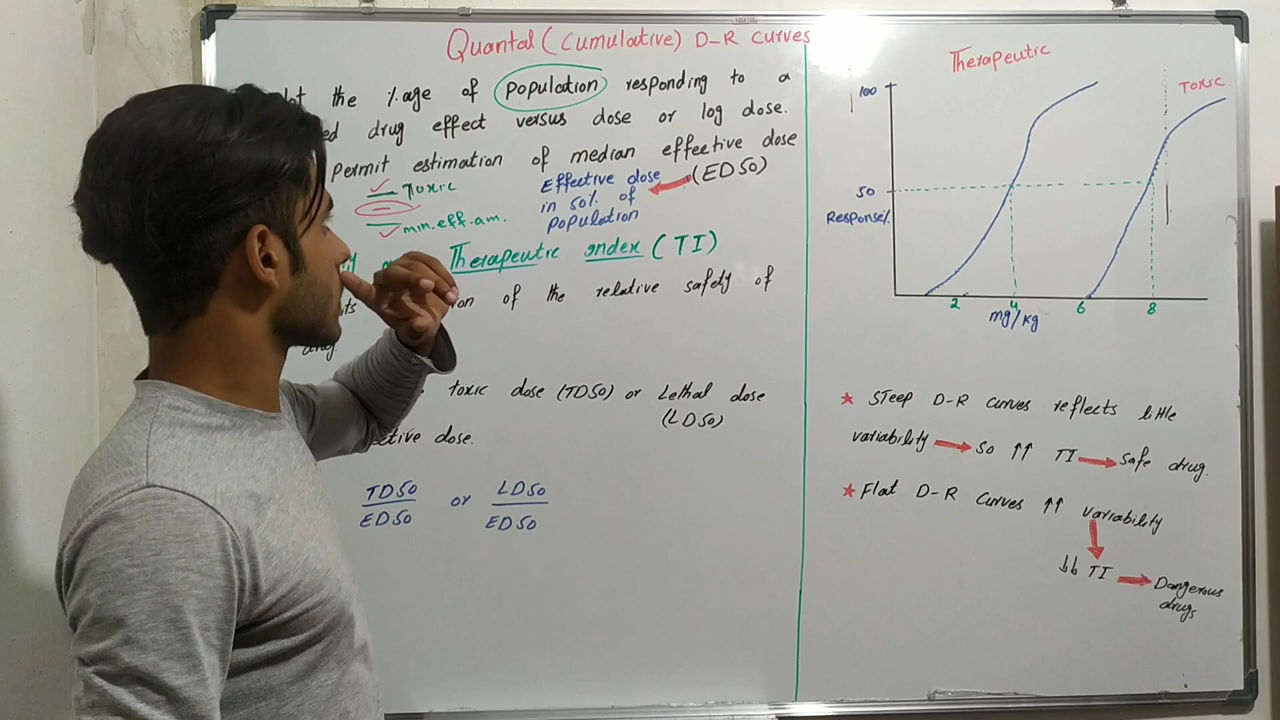 Quantal (Cumulative) D-R Curves
the %age of population responding to a
drug effect versus dose or log dose.
Permit estimation of median effective dose
(ED50)
Effective dose
in 50% of
population
Toxic
min.eff.am.
Therapeutic index (TI)
of the relative safety of
drug.
toxic dose (TD50) or Lethal dose
(LD50)
dose.
TD50 or LD50
ED50 ED50
Therapeutic
Toxic
100
50
Response%
2 4 6 8
mg/kg
* Steep D-R curves reflects little
variability → So ↑↑ TI → Safe drug.
* Flat D-R Curves ↑↑ variability
↓
↓↓ TI → Dangerous
drugs